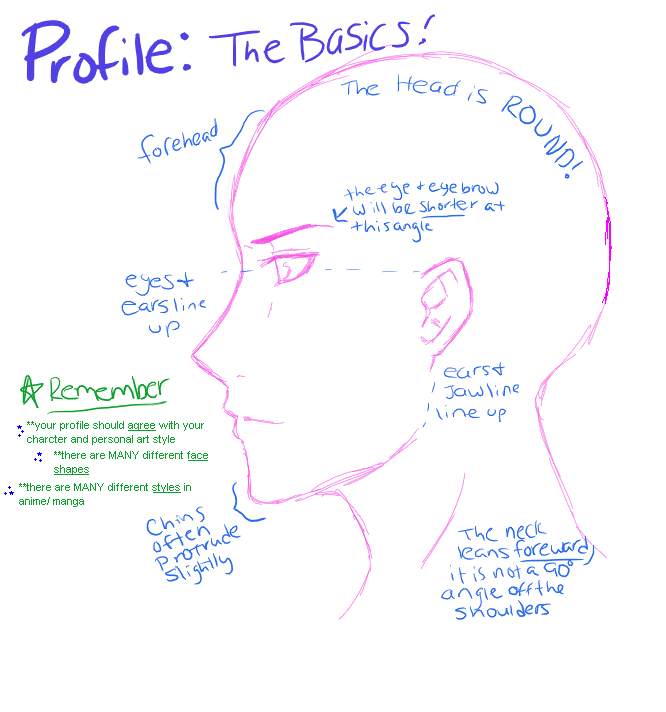 Profile: The Basics!
The Head is ROUND!
forehead
the eye + eyebrow
will be shorter at
this angle
eyes +
ears line
up
ears +
Jawline
line up
☆ Remember
**your profile should agree with your
charcter and personal art style
**there are MANY different face
shapes
**there are MANY different styles in
anime/ manga
Chins
often
Protrude
slightly
The neck
leans foreward,
it is not a 90°
angle off the
shoulders